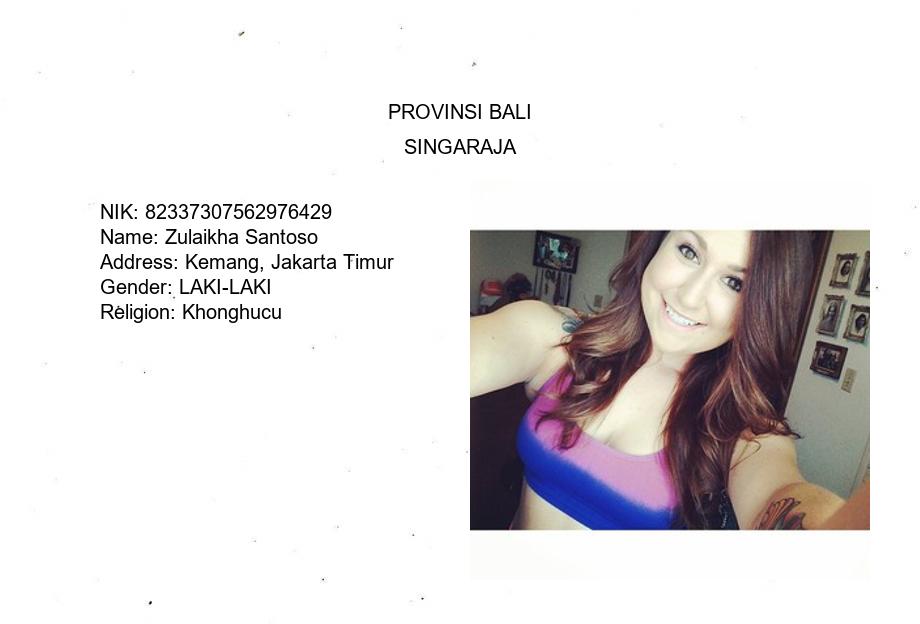 PROVINSI BALI
SINGARAJA
NIK: 82337307562976429
Name: Zulaikha Santoso
Address: Kemang, Jakarta Timur
Gender: LAKI-LAKI
Religion: Khonghucu